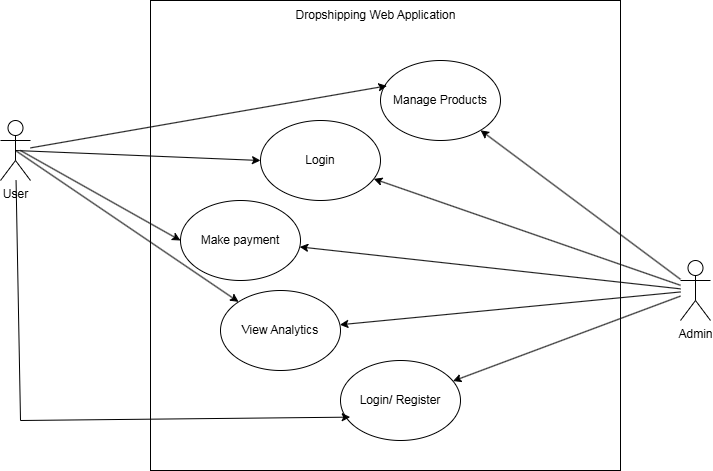 Dropshipping Web Application
Manage Products
Login
User
Make payment
View Analytics
Admin
Login/ Register